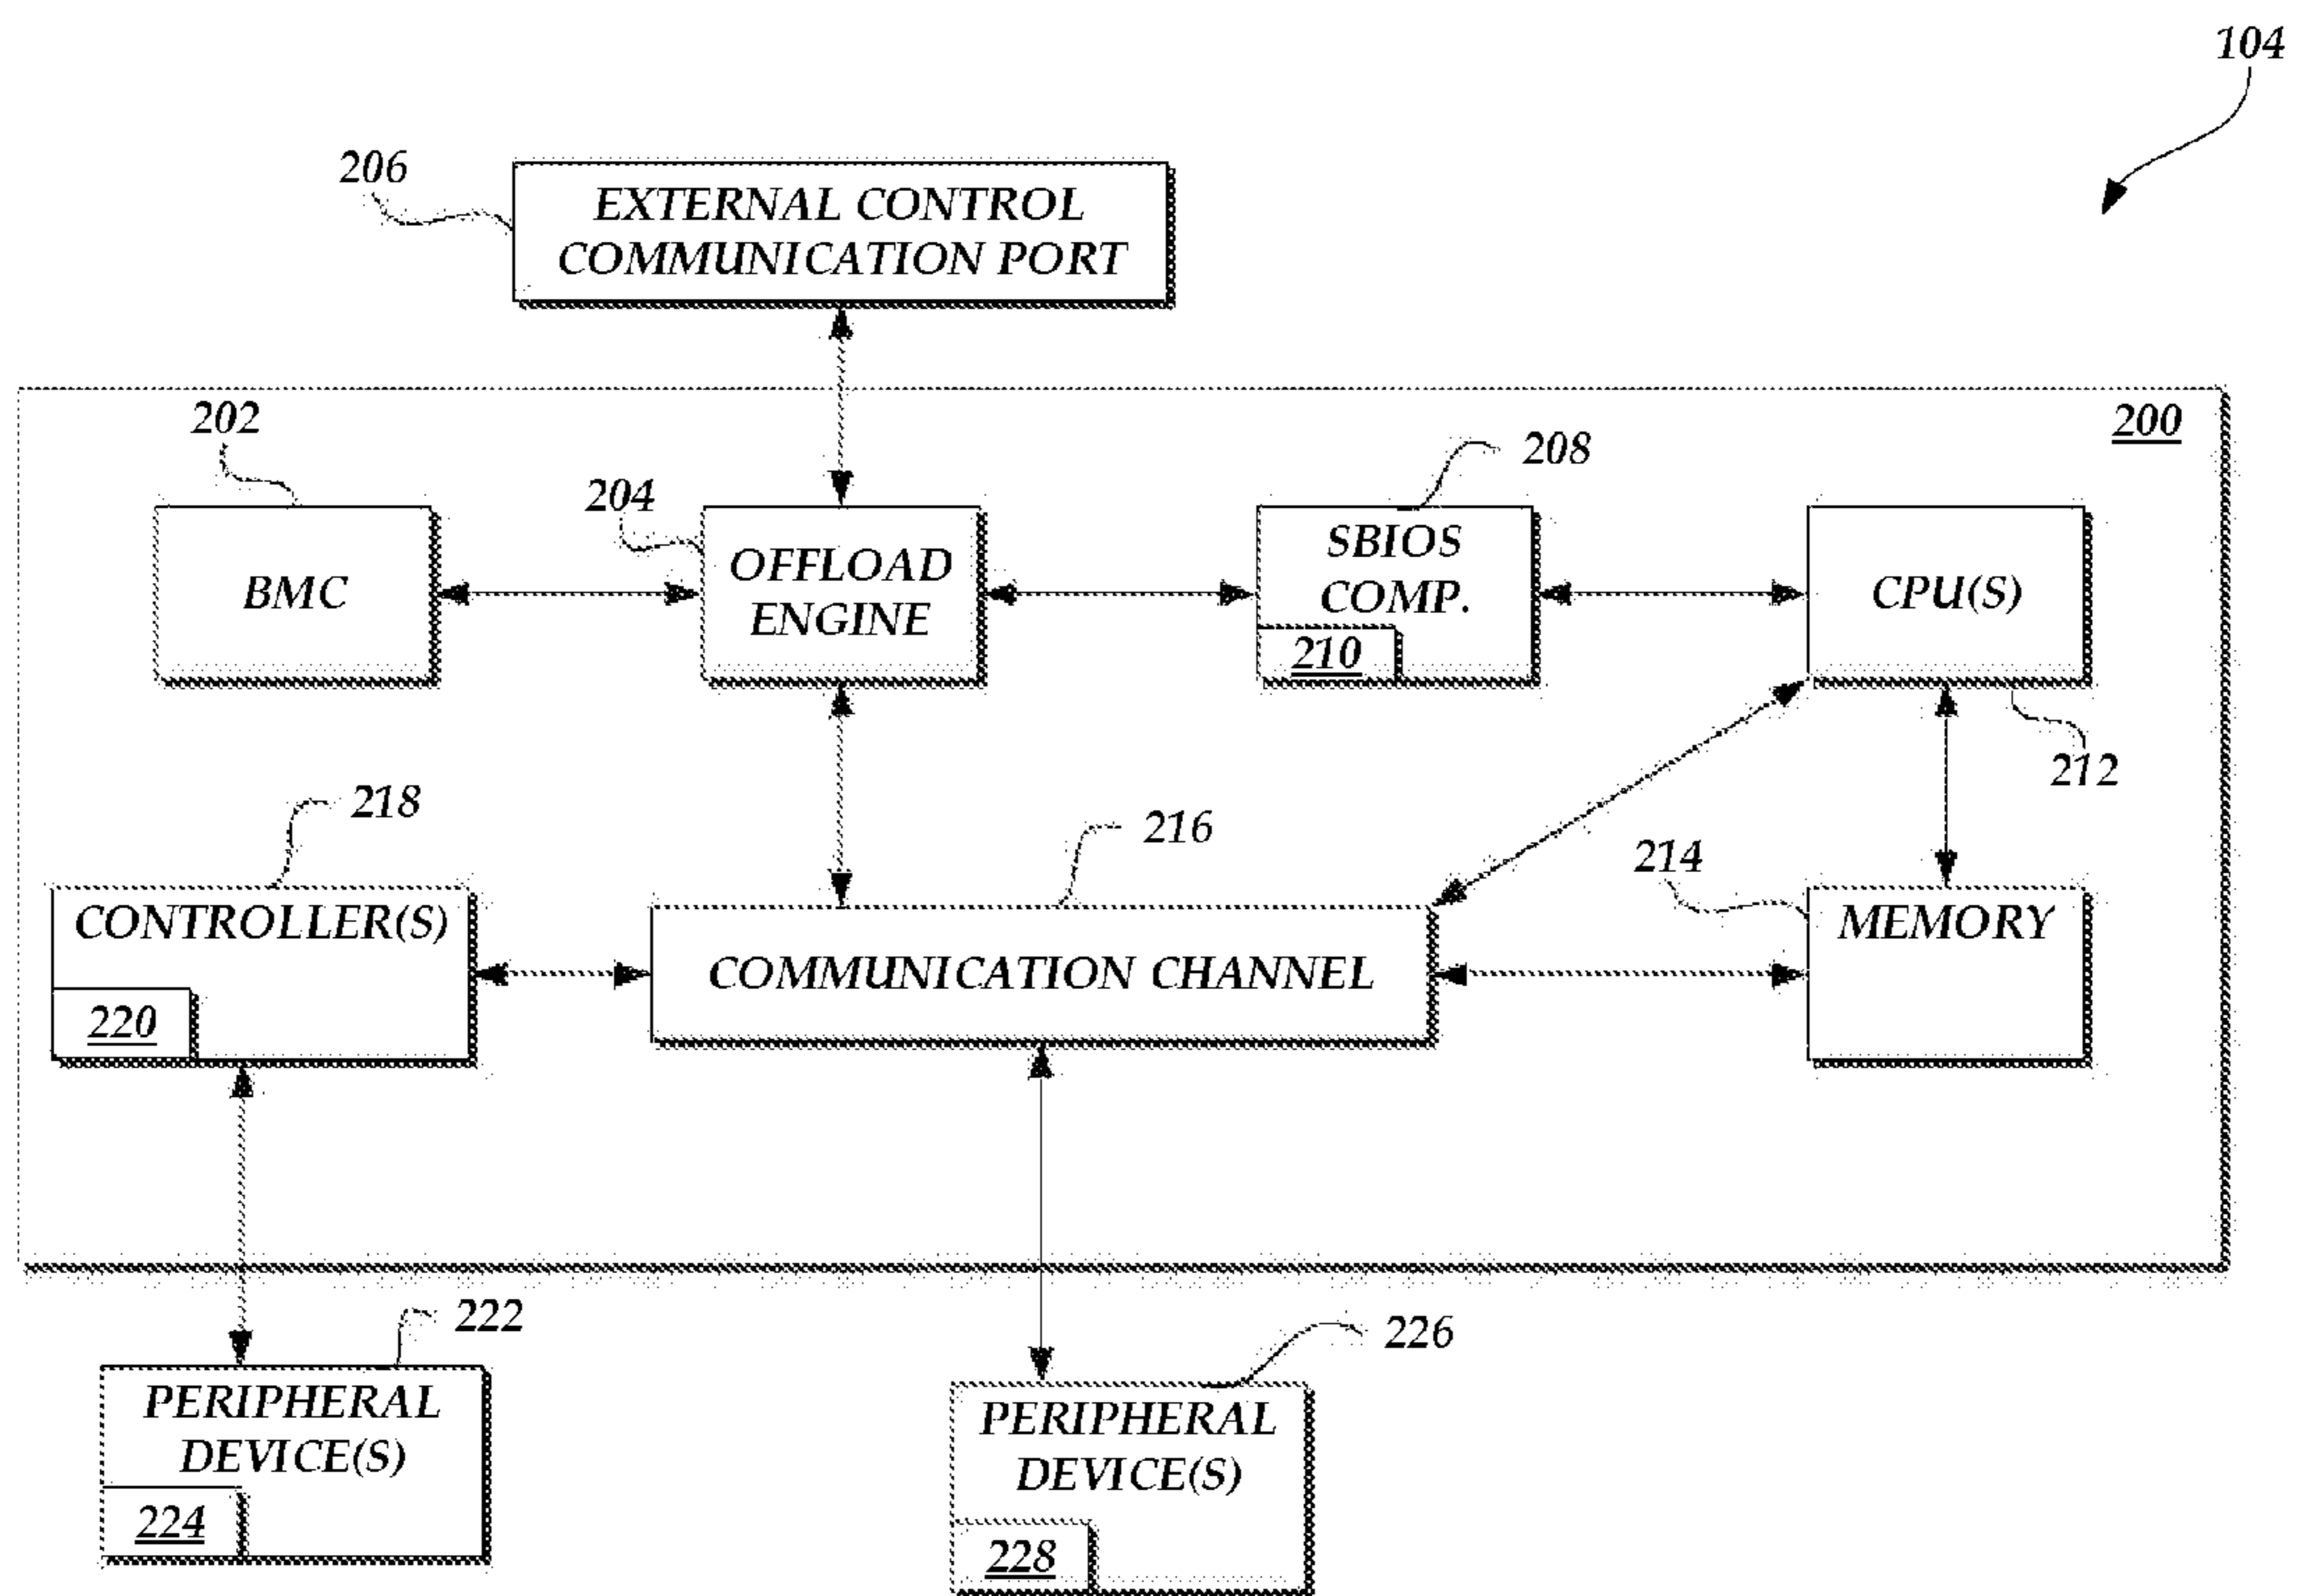 104
206
EXTERNAL CONTROL
COMMUNICATION PORT
200
202
208
204
BMC
OFFLOAD
ENGINE
SBIOS
COMP.
210
CPU(S)
212
218
216
214
CONTROLLER(S)
220
COMMUNICATION CHANNEL
MEMORY
222
226
PERIPHERAL
DEVICE(S)
224
PERIPHERAL
DEVICE(S)
228